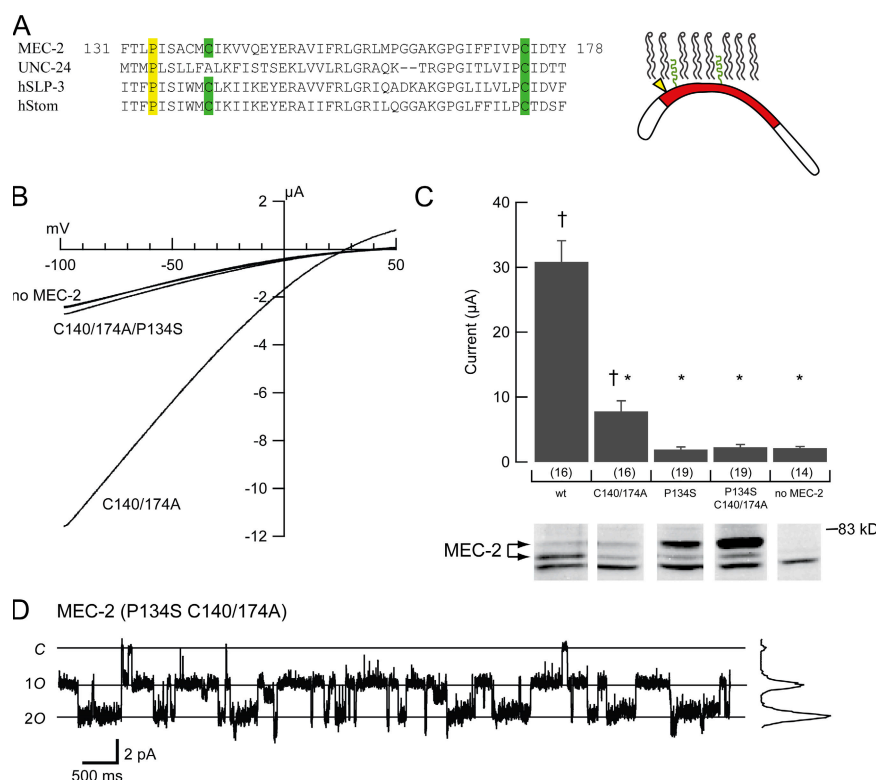 A
MEC-2 131 FTLPISACMCIKVVQEYERAVIFRLGRLMPGGAKGPGIFFIVPCIDTY 178
UNC-24 MTMPLSLLFALKFISTSEKLVVLRLGRAQK--TRGPGITLVIPCIDTT
hSLP-3 ITFPISIWMCLKIIKEYERAVVFRLGRIQADKAKGPGLILVLPCIDVF
hStom ITFPISIWMCIKIIKEYERAIIFRLGRILQGGAKGPGLFFILPCTDSF
B
μA
2
mV
-100 -50 50
no MEC-2
-2
C140/174A/P134S
-4
-6
-8
-10
C140/174A
-12
C
40
30
20
10
0
Current (μA)
†
† * * * *
(16) (16) (19) (19) (14)
wt C140/174A P134S P134S C140/174A no MEC-2
83 kD
MEC-2
D MEC-2 (P134S C140/174A)
C
1O
2O
2 pA
500 ms